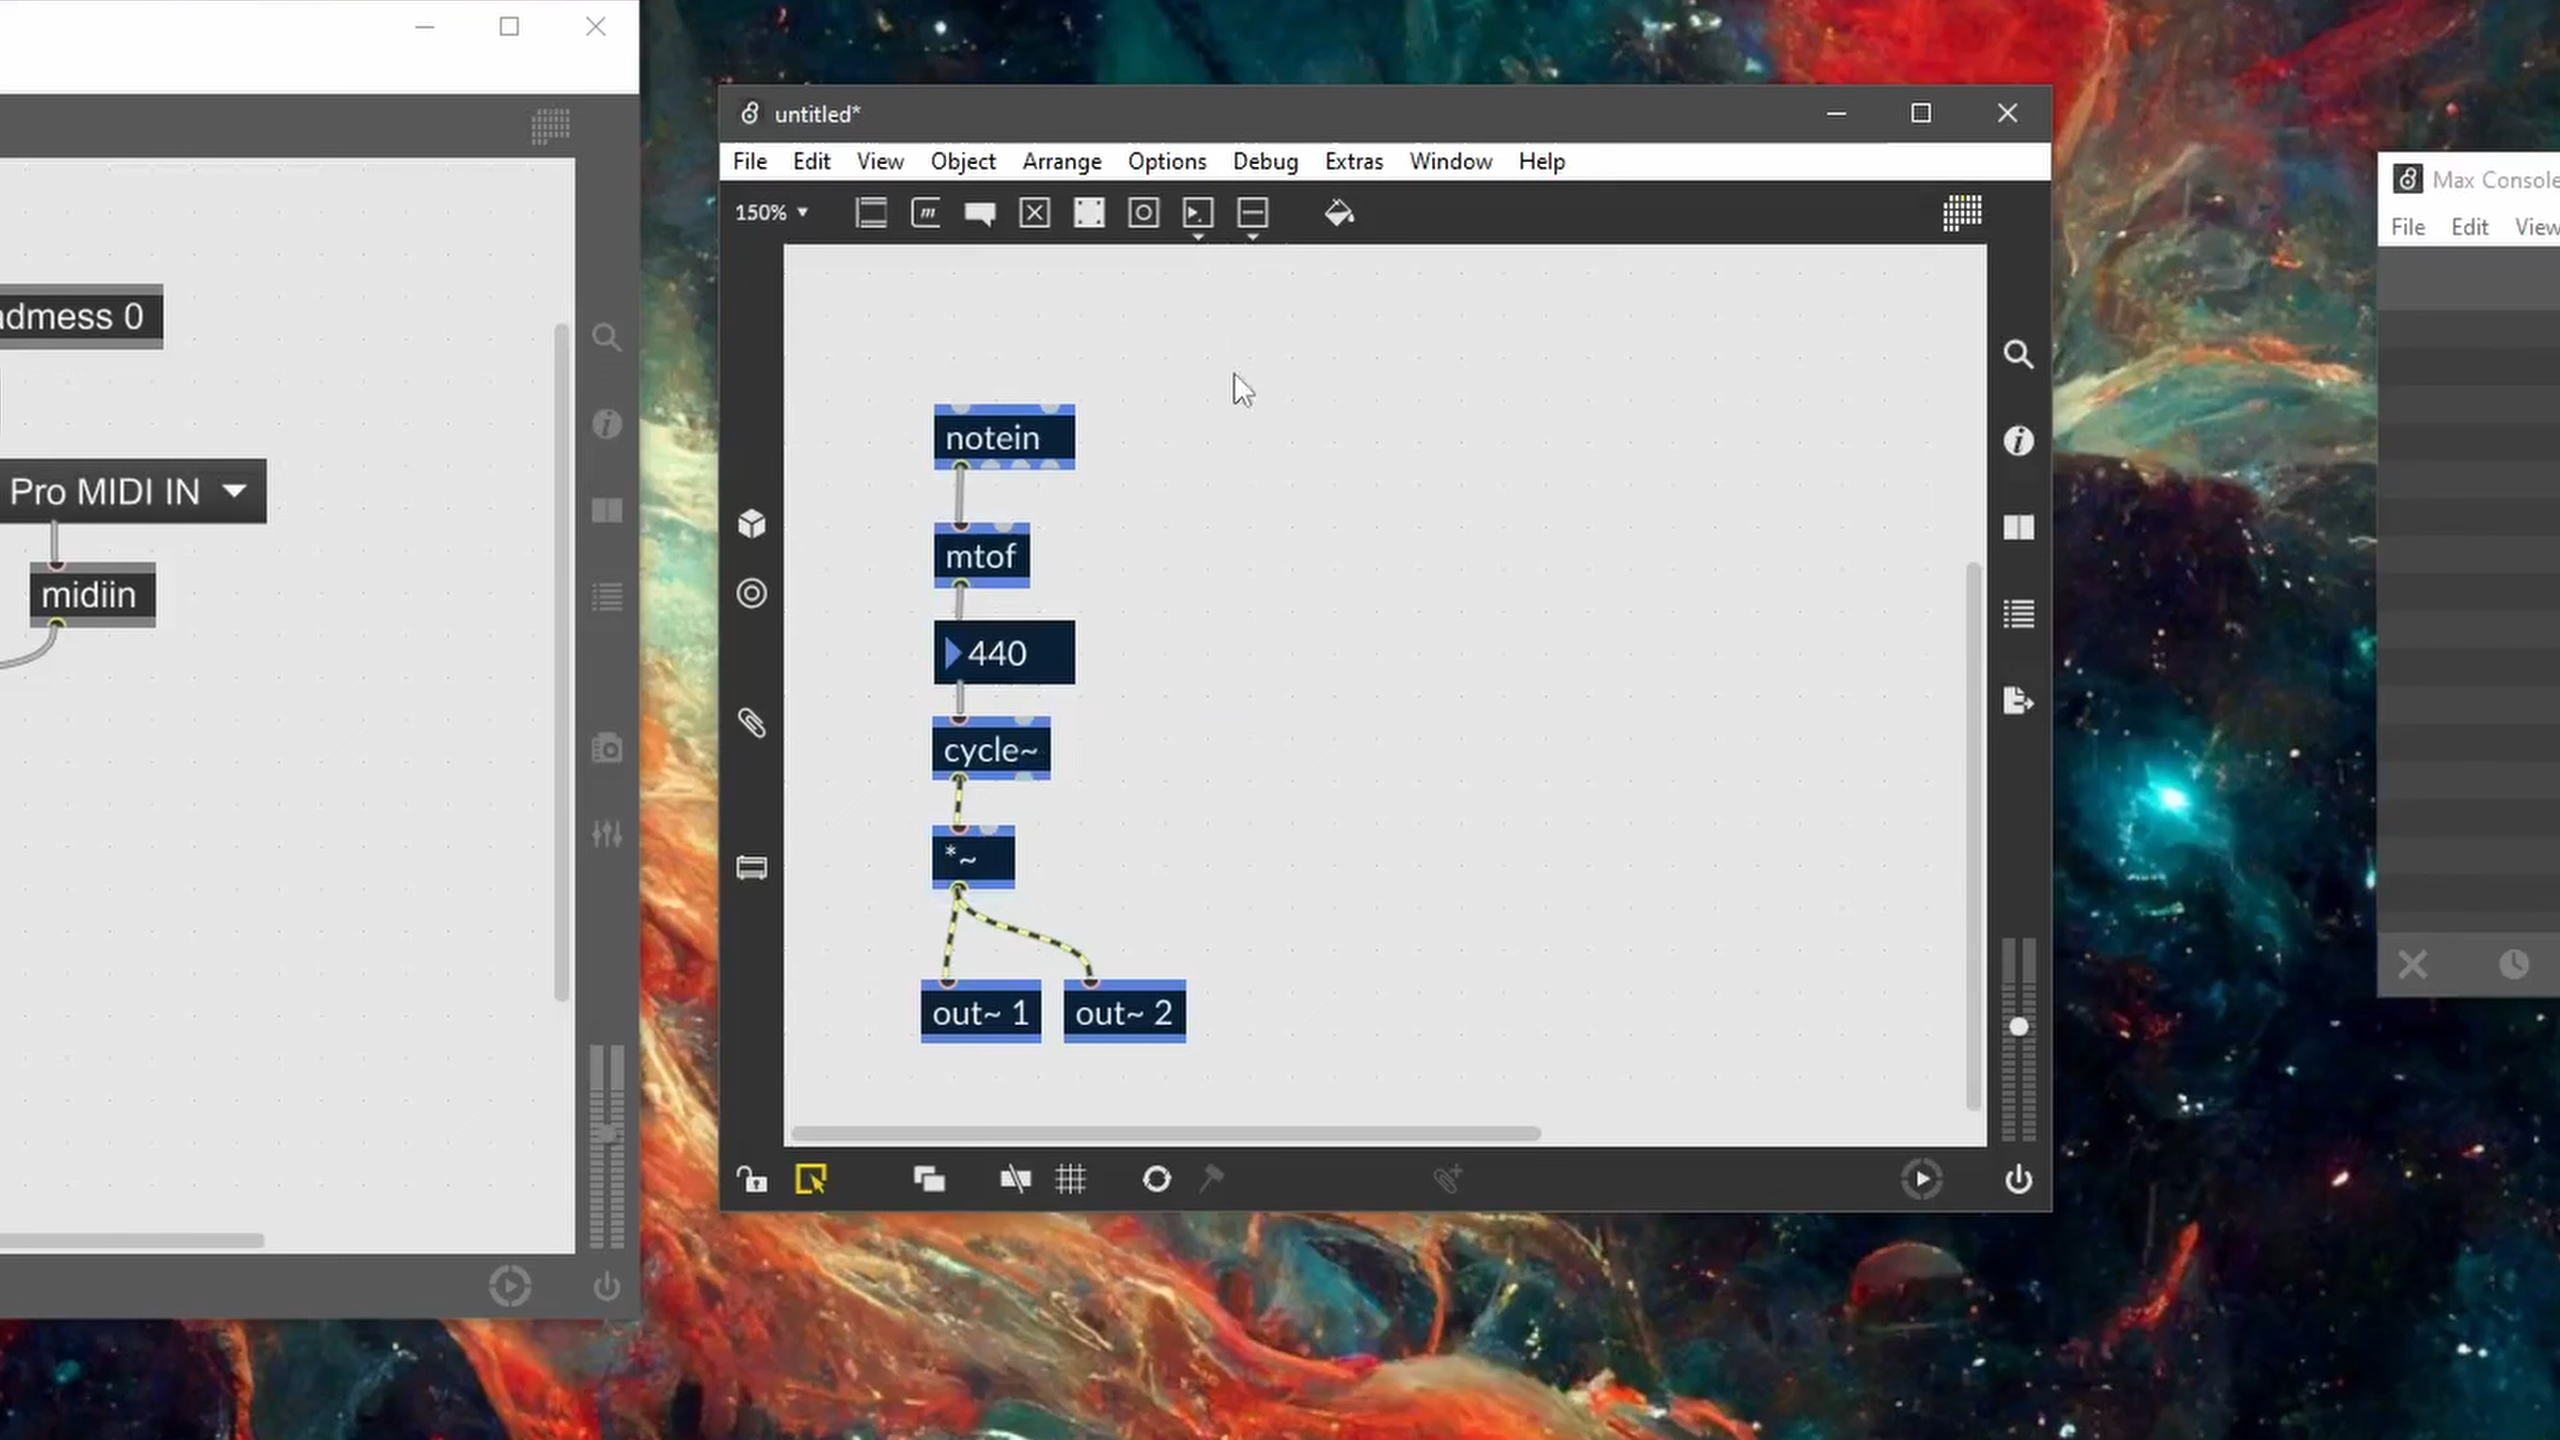 admess 0
Pro MIDI IN
midiin
untitled*
File Edit View Object Arrange Options Debug Extras Window Help
150%
notein
mtof
440
cycle~
*~
out~ 1 out~ 2
Max Console
File Edit View